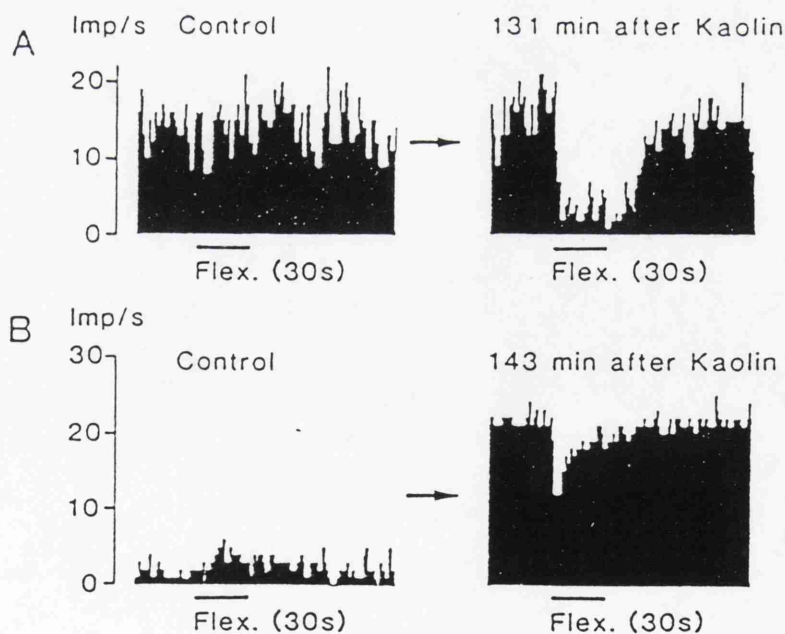 A
Imp/s Control
131 min after Kaolin
20
10
0
Flex. (30s)
Flex. (30s)
B
Imp/s
Control
143 min after Kaolin
30
20
10
0
Flex. (30s)
Flex. (30s)